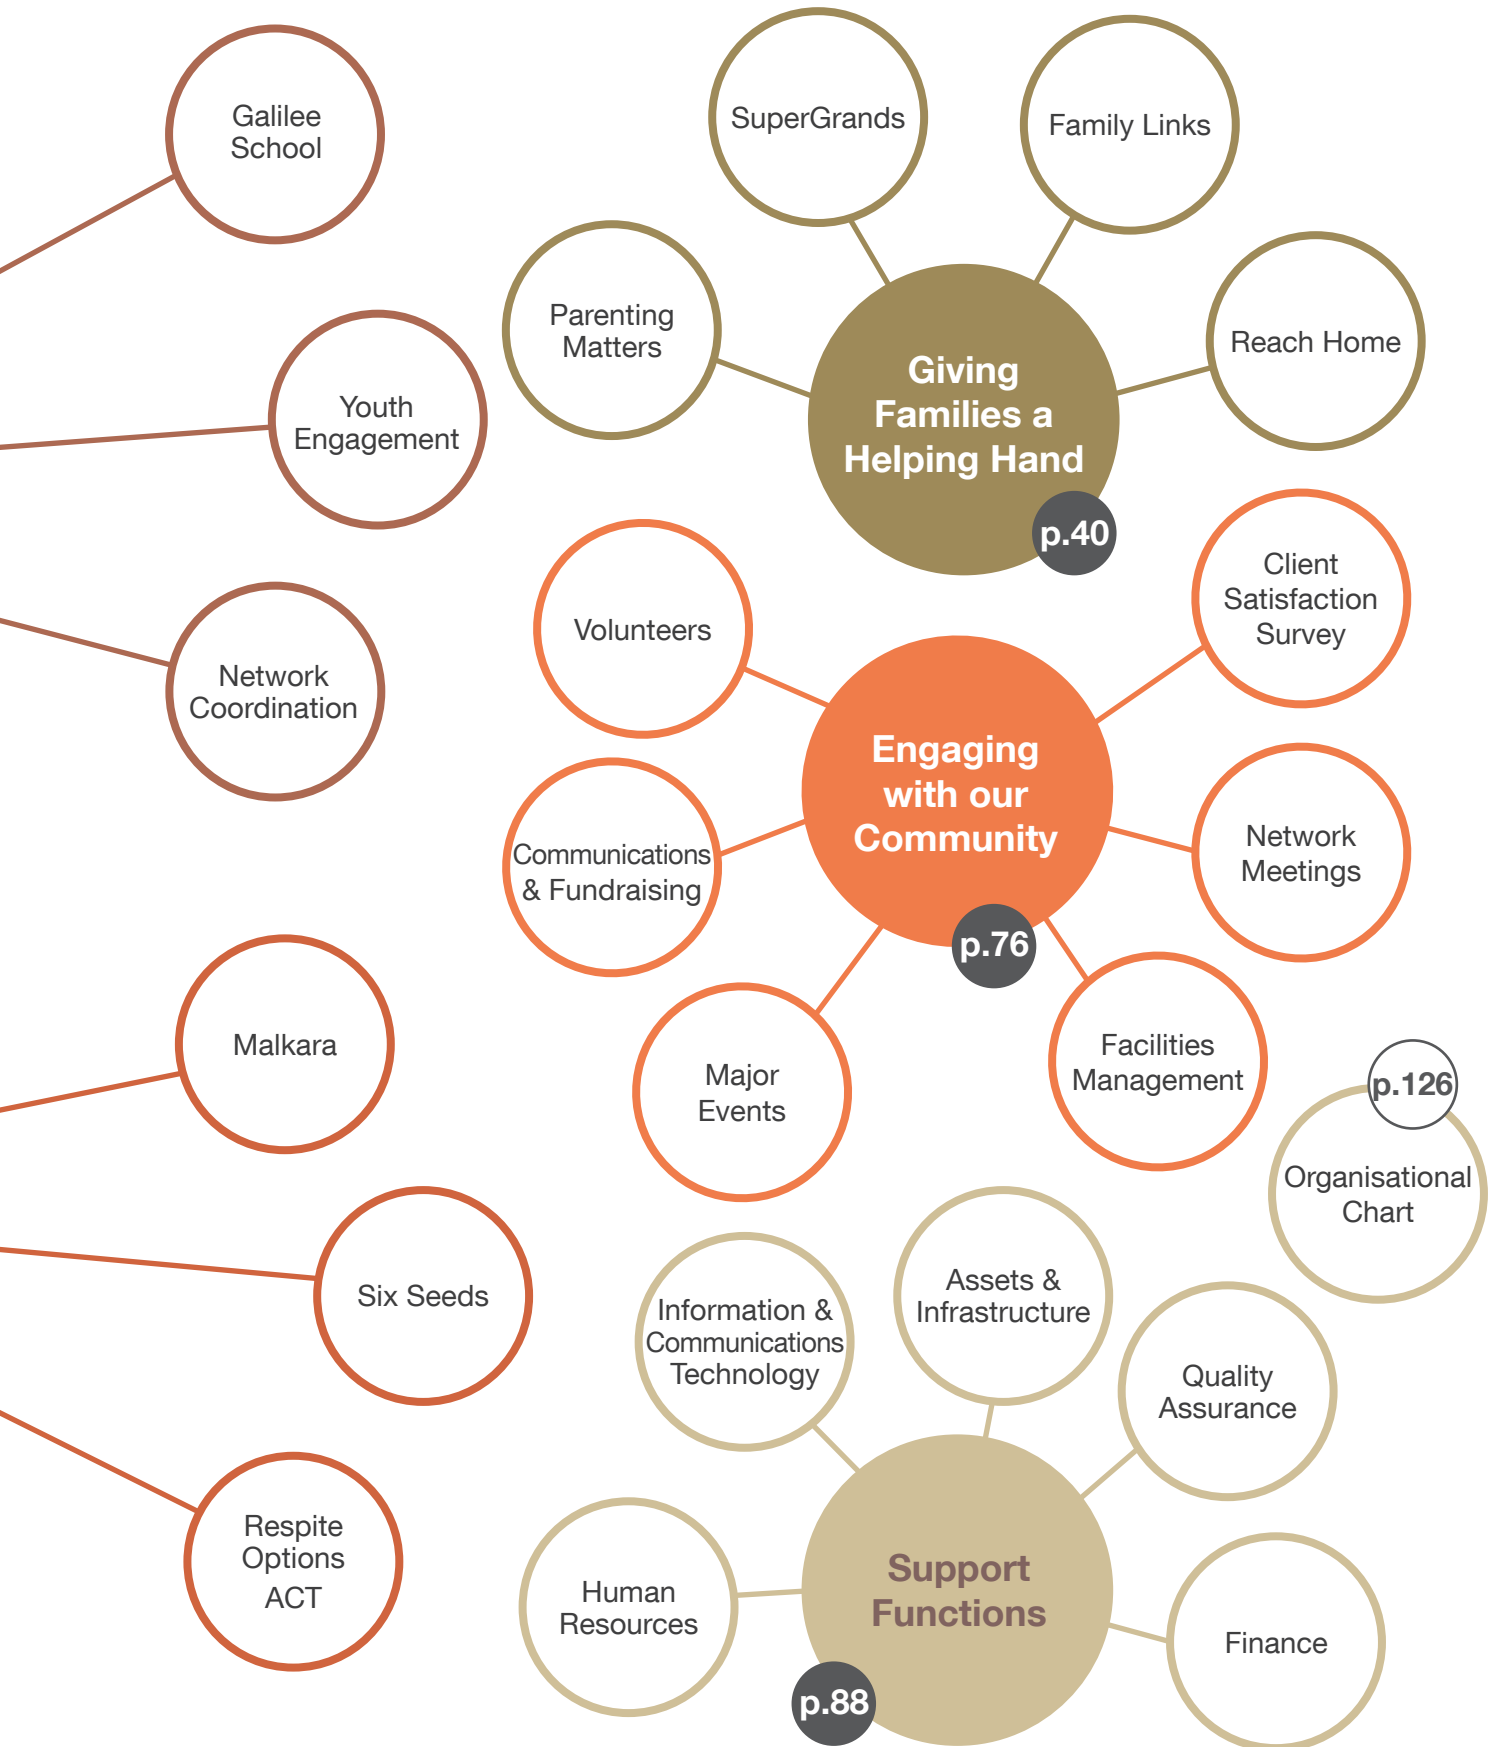 Galilee
School
Youth
Engagement
Network
Coordination
Malkara
Six Seeds
Respite
Options
ACT
SuperGrands
Family Links
Parenting
Matters
Reach Home
Giving
Families a
Helping Hand
p.40
Volunteers
Client
Satisfaction
Survey
Engaging
with our
Community
p.76
Communications
& Fundraising
Network
Meetings
Major
Events
Facilities
Management
p.126
Organisational
Chart
Information &
Communications
Technology
Assets &
Infrastructure
Quality
Assurance
Human
Resources
Support
Functions
p.88
Finance